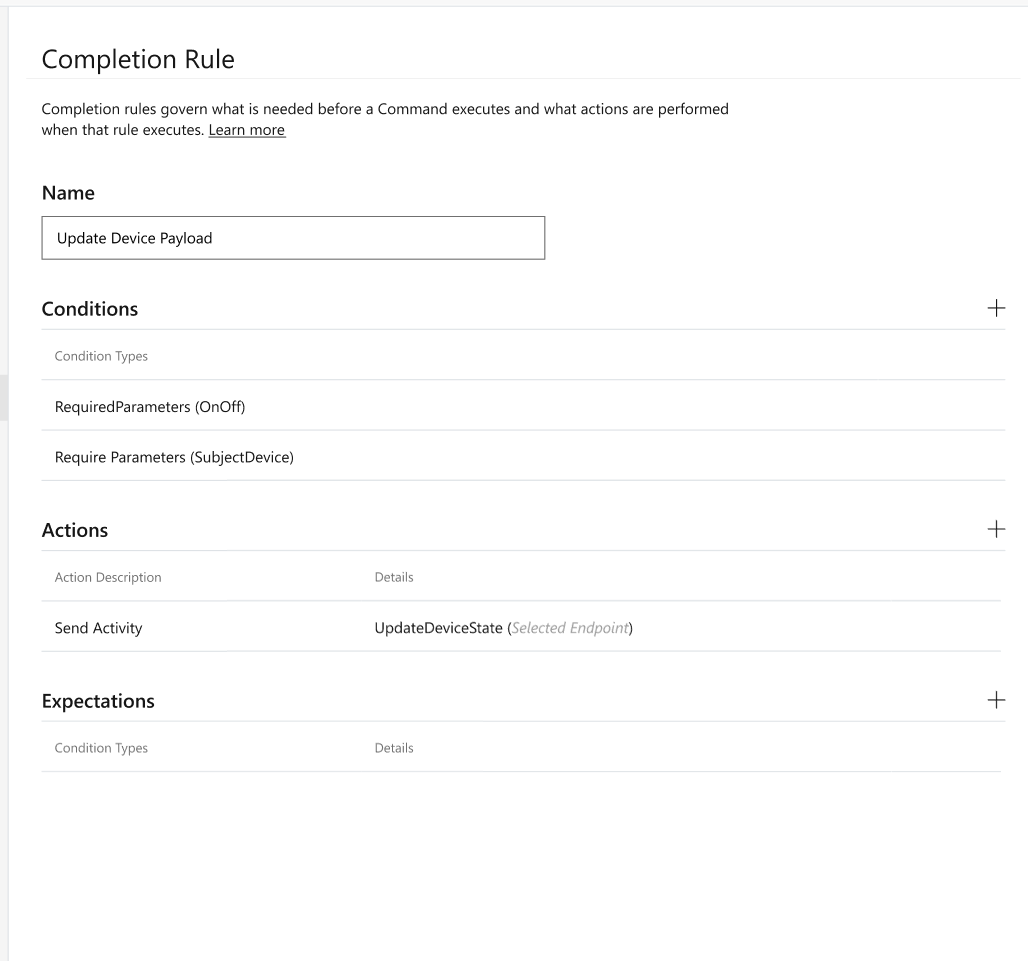 Completion Rule
Completion rules govern what is needed before a Command executes and what actions are performed
when that rule executes. Learn more
Name
Update Device Payload
Conditions
Condition Types
RequiredParameters (OnOff)
Require Parameters (SubjectDevice)
Actions
Action Description Details
Send Activity UpdateDeviceState (Selected Endpoint)
Expectations
Condition Types Details